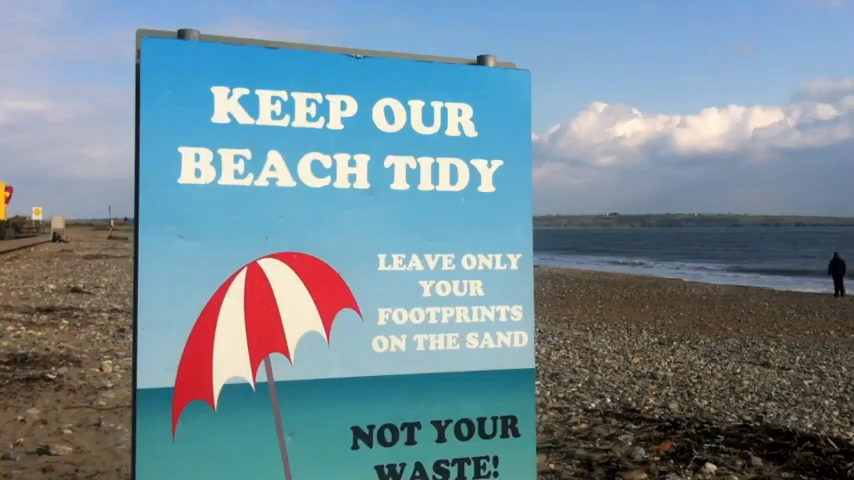 KEEP OUR
BEACH TIDY
LEAVE ONLY
YOUR
FOOTPRINTS
ON THE SAND
NOT YOUR
WASTE!